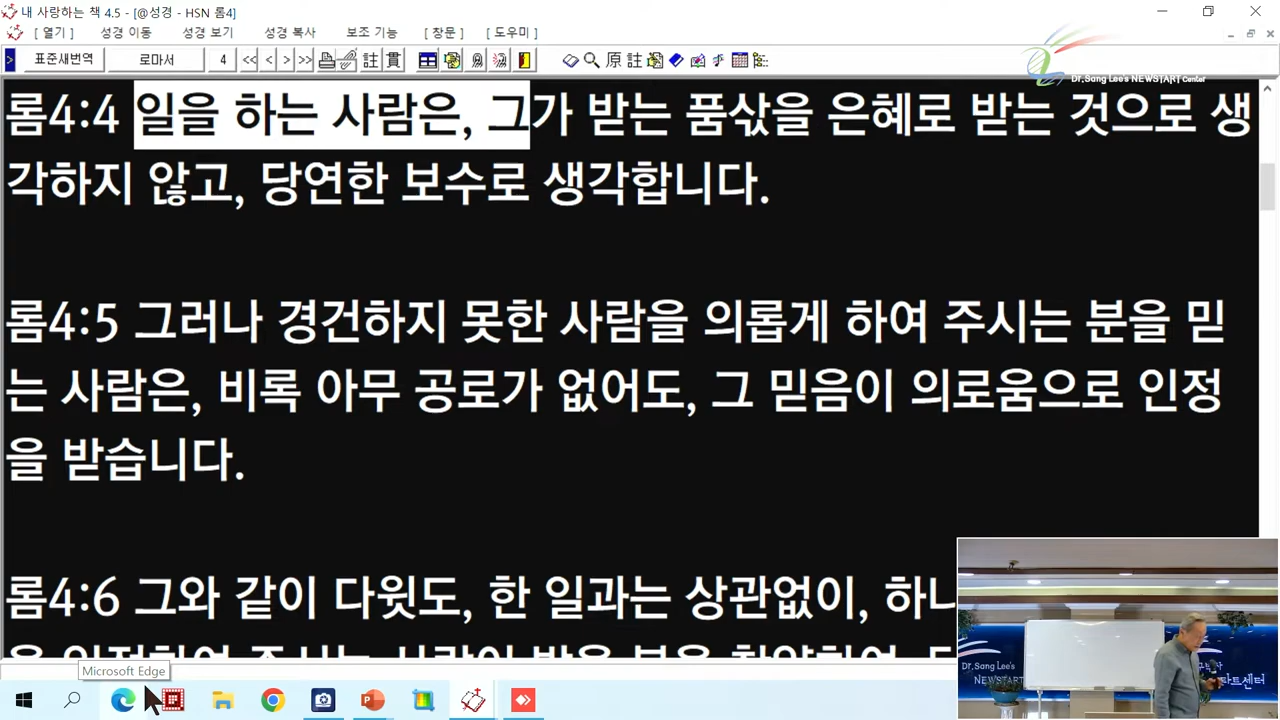 내 사랑하는 책 4.5 - [@성경 - HSN 롬4]
[ 열기 ] 성경 이동 성경 보기 성경 복사 보조 기능 [ 창문 ] [ 도우미 ]
> 표준새번역 로마서 4 << < > >> 註 貫 原 註
Dr. Sang Lee's NEWSTART Center
롬4:4 일을 하는 사람은, 그가 받는 품삯을 은혜로 받는 것으로 생
각하지 않고, 당연한 보수로 생각합니다.
롬4:5 그러나 경건하지 못한 사람을 의롭게 하여 주시는 분을 믿
는 사람은, 비록 아무 공로가 없어도, 그 믿음이 의로움으로 인정
을 받습니다.
롬4:6 그와 같이 다윗도, 한 일과는 상관없이, 하나
Microsoft Edge
Dr. Sang Lee's
NEWSTART